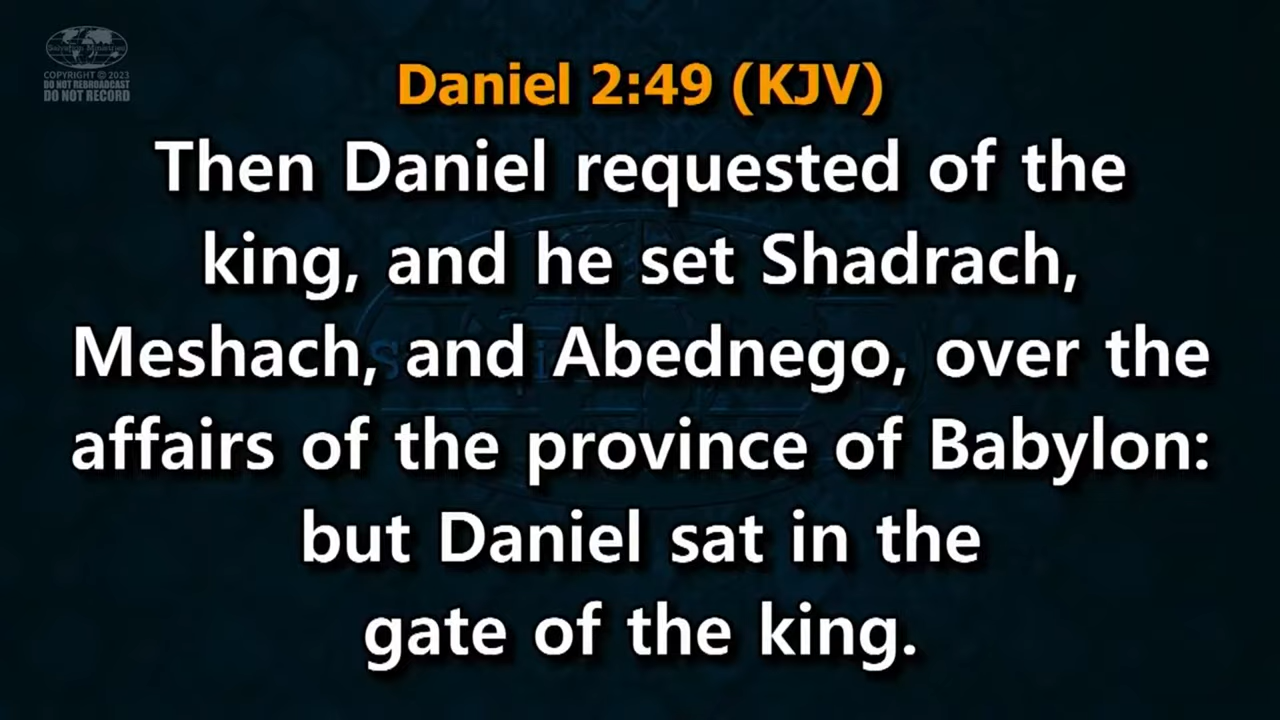 Salvation Ministries
COPYRIGHT © 2023
DO NOT REBROADCAST
DO NOT RECORD
Daniel 2:49 (KJV)
Then Daniel requested of the
king, and he set Shadrach,
Meshach, and Abednego, over the
affairs of the province of Babylon:
but Daniel sat in the
gate of the king.